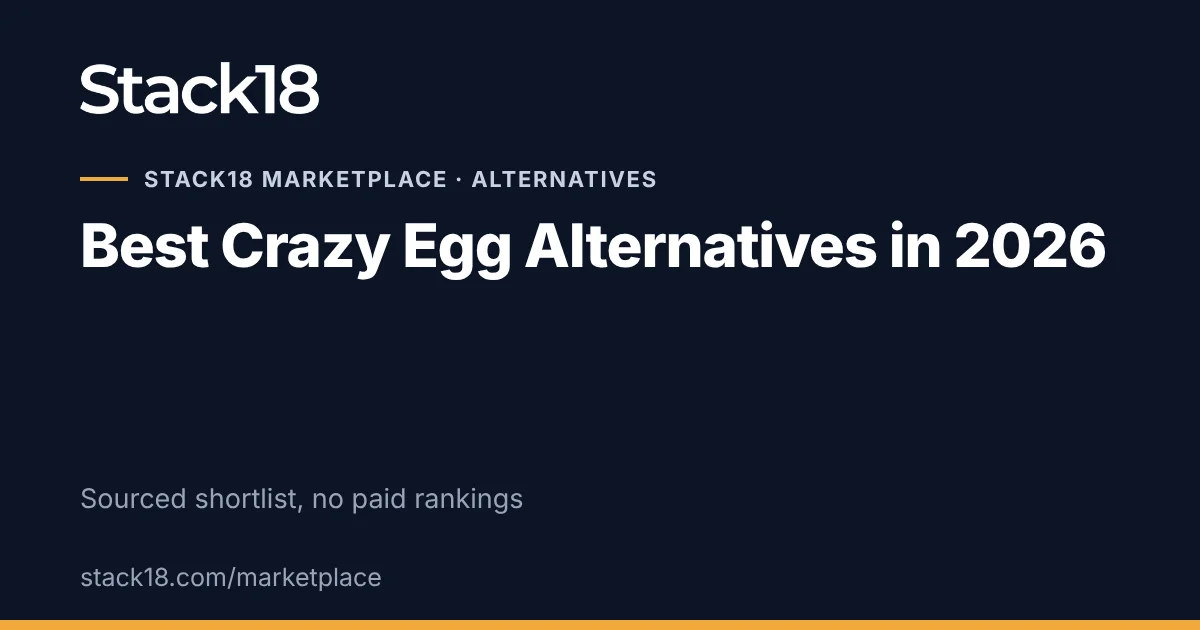 Stack18
STACK18 MARKETPLACE · ALTERNATIVES
Best Crazy Egg Alternatives in 2026
Sourced shortlist, no paid rankings
stack18.com/marketplace